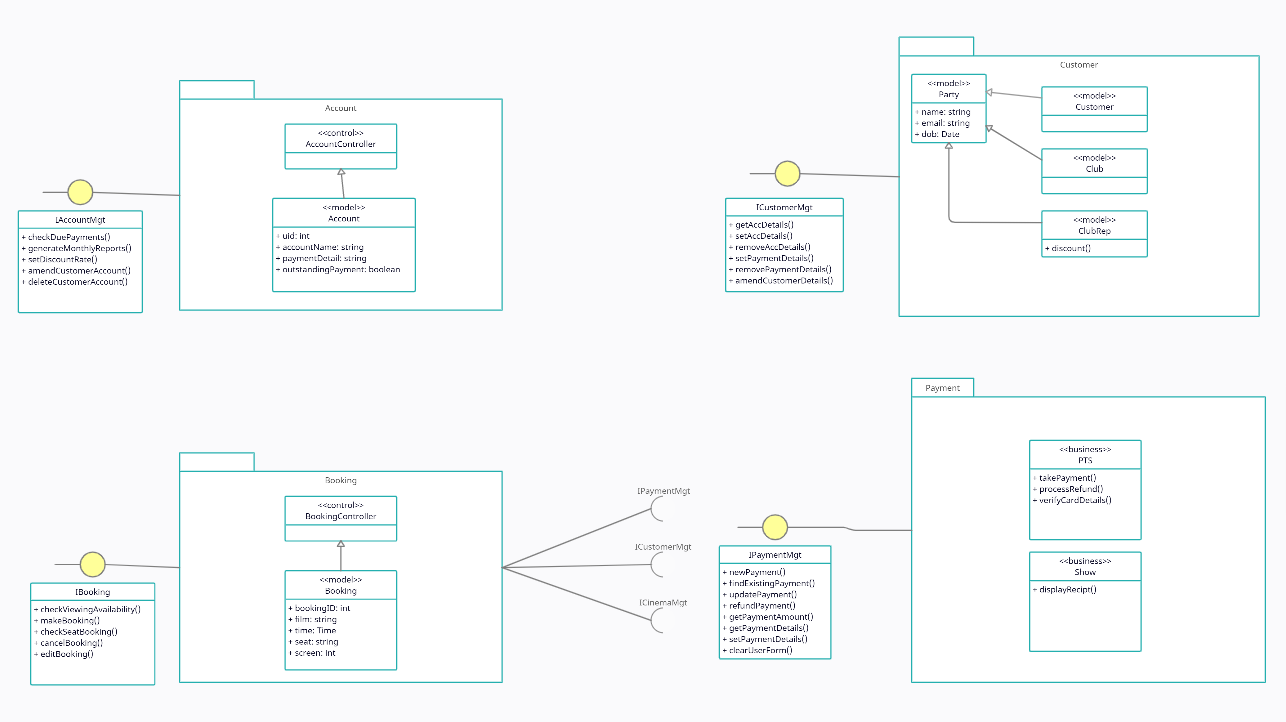 Account
<<control>>
AccountController
<<model>>
Account
+ uid: int
+ accountName: string
+ paymentDetail: string
+ outstandingPayment: boolean
IAccountMgt
+ checkDuePayments()
+ generateMonthlyReports()
+ setDiscountRate()
+ amendCustomerAccount()
+ deleteCustomerAccount()
Customer
<<model>>
Party
+ name: string
+ email: string
+ dob: Date
<<model>>
Customer
<<model>>
Club
<<model>>
ClubRep
+ discount()
ICustomerMgt
+ getAccDetails()
+ setAccDetails()
+ removeAccDetails()
+ setPaymentDetails()
+ removePaymentDetails()
+ amendCustomerDetails()
Booking
<<control>>
BookingController
<<model>>
Booking
+ bookingID: int
+ film: string
+ time: Time
+ seat: string
+ screen: int
IBooking
+ checkViewingAvailability()
+ makeBooking()
+ checkSeatBooking()
+ cancelBooking()
+ editBooking()
IPaymentMgt
ICustomerMgt
ICinemaMgt
Payment
<<business>>
PTS
+ takePayment()
+ processRefund()
+ verifyCardDetails()
<<business>>
Show
+ displayRecipt()
IPaymentMgt
+ newPayment()
+ findExistingPayment()
+ updatePayment()
+ refundPayment()
+ getPaymentAmount()
+ getPaymentDetails()
+ setPaymentDetails()
+ clearUserForm()